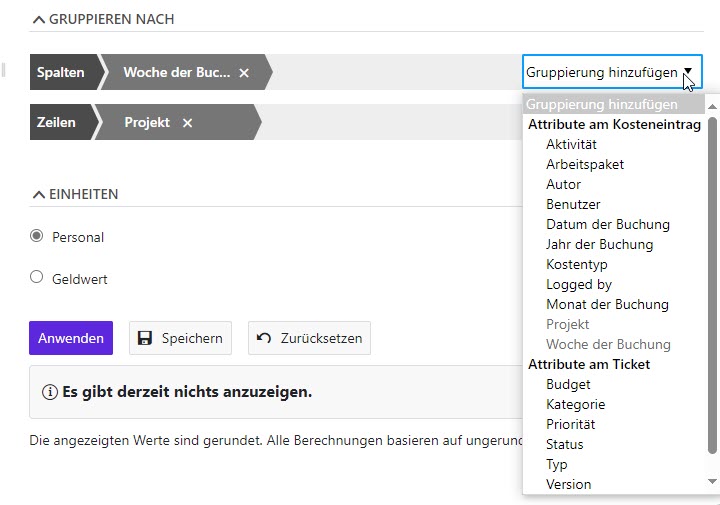 GRUPPIEREN NACH
Spalten
Woche der Buc... ×
Gruppierung hinzufügen
Zeilen
Projekt ×
Gruppierung hinzufügen
Attribute am Kosteneintrag
Aktivität
Arbeitspaket
Autor
Benutzer
Datum der Buchung
Jahr der Buchung
Kostentyp
Logged by
Monat der Buchung
Projekt
Woche der Buchung
Attribute am Ticket
Budget
Kategorie
Priorität
Status
Typ
Version
EINHEITEN
Personal
Geldwert
Anwenden
Speichern
Zurücksetzen
Es gibt derzeit nichts anzuzeigen.
Die angezeigten Werte sind gerundet. Alle Berechnungen basieren auf